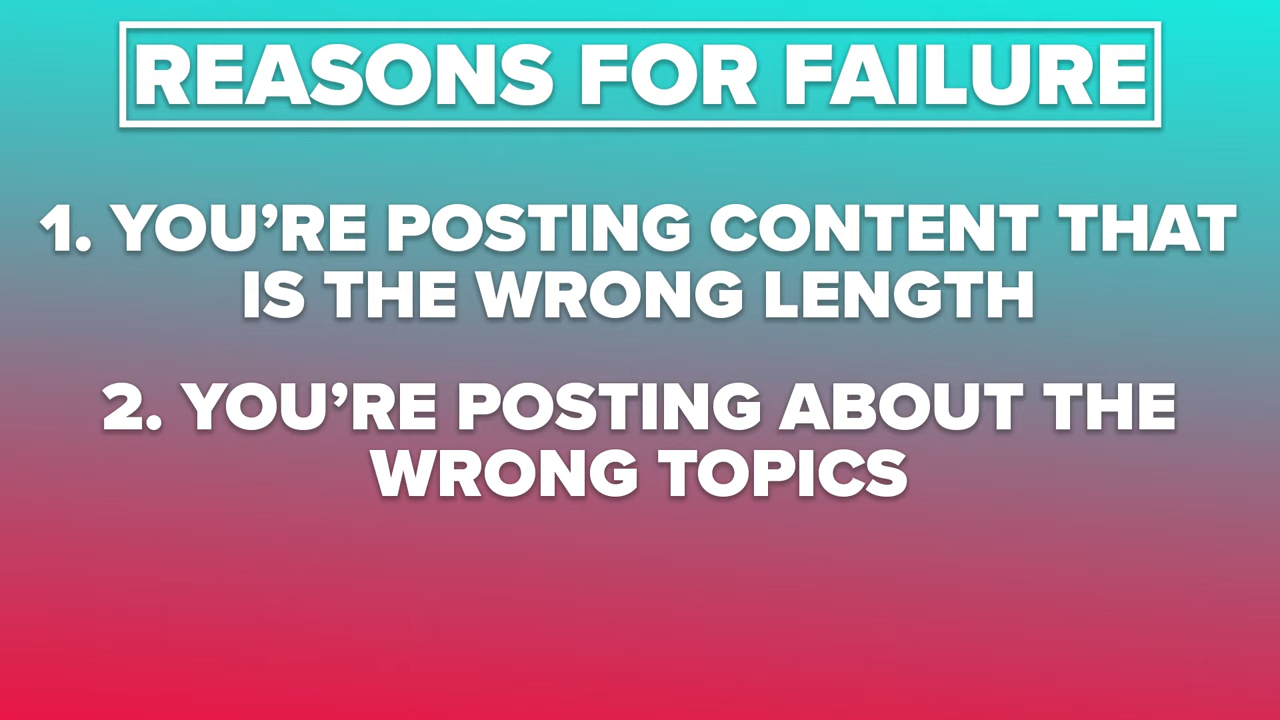 REASONS FOR FAILURE
1. YOU’RE POSTING CONTENT THAT
IS THE WRONG LENGTH
2. YOU’RE POSTING ABOUT THE
WRONG TOPICS